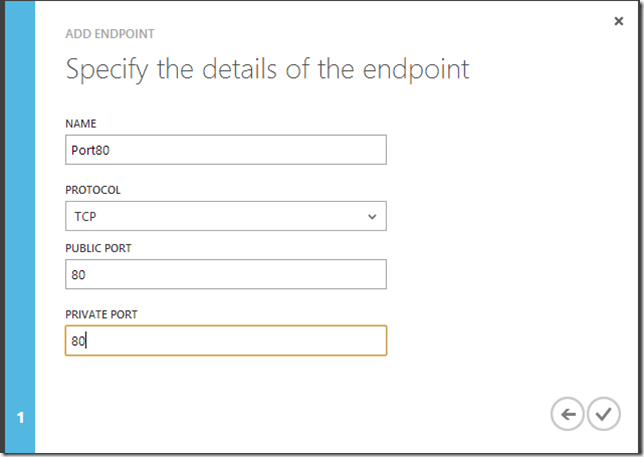 ADD ENDPOINT
Specify the details of the endpoint
NAME
Port80
PROTOCOL
TCP
PUBLIC PORT
80
PRIVATE PORT
80
1